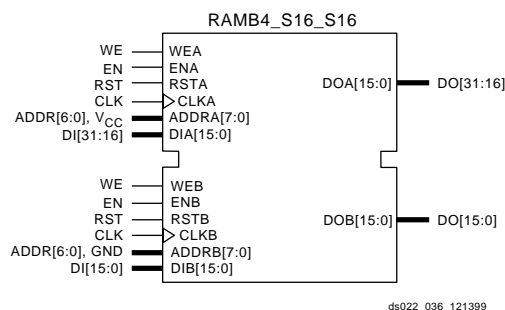 RAMB4_S16_S16
WE WEA
EN ENA
RST RSTA DOA[15:0] DO[31:16]
CLK CLKA
ADDR[6:0], VCC ADDRA[7:0]
DI[31:16] DIA[15:0]
WE WEB
EN ENB
RST RSTB DOB[15:0] DO[15:0]
CLK CLKB
ADDR[6:0], GND ADDRB[7:0]
DI[15:0] DIB[15:0]
ds022_036_121399